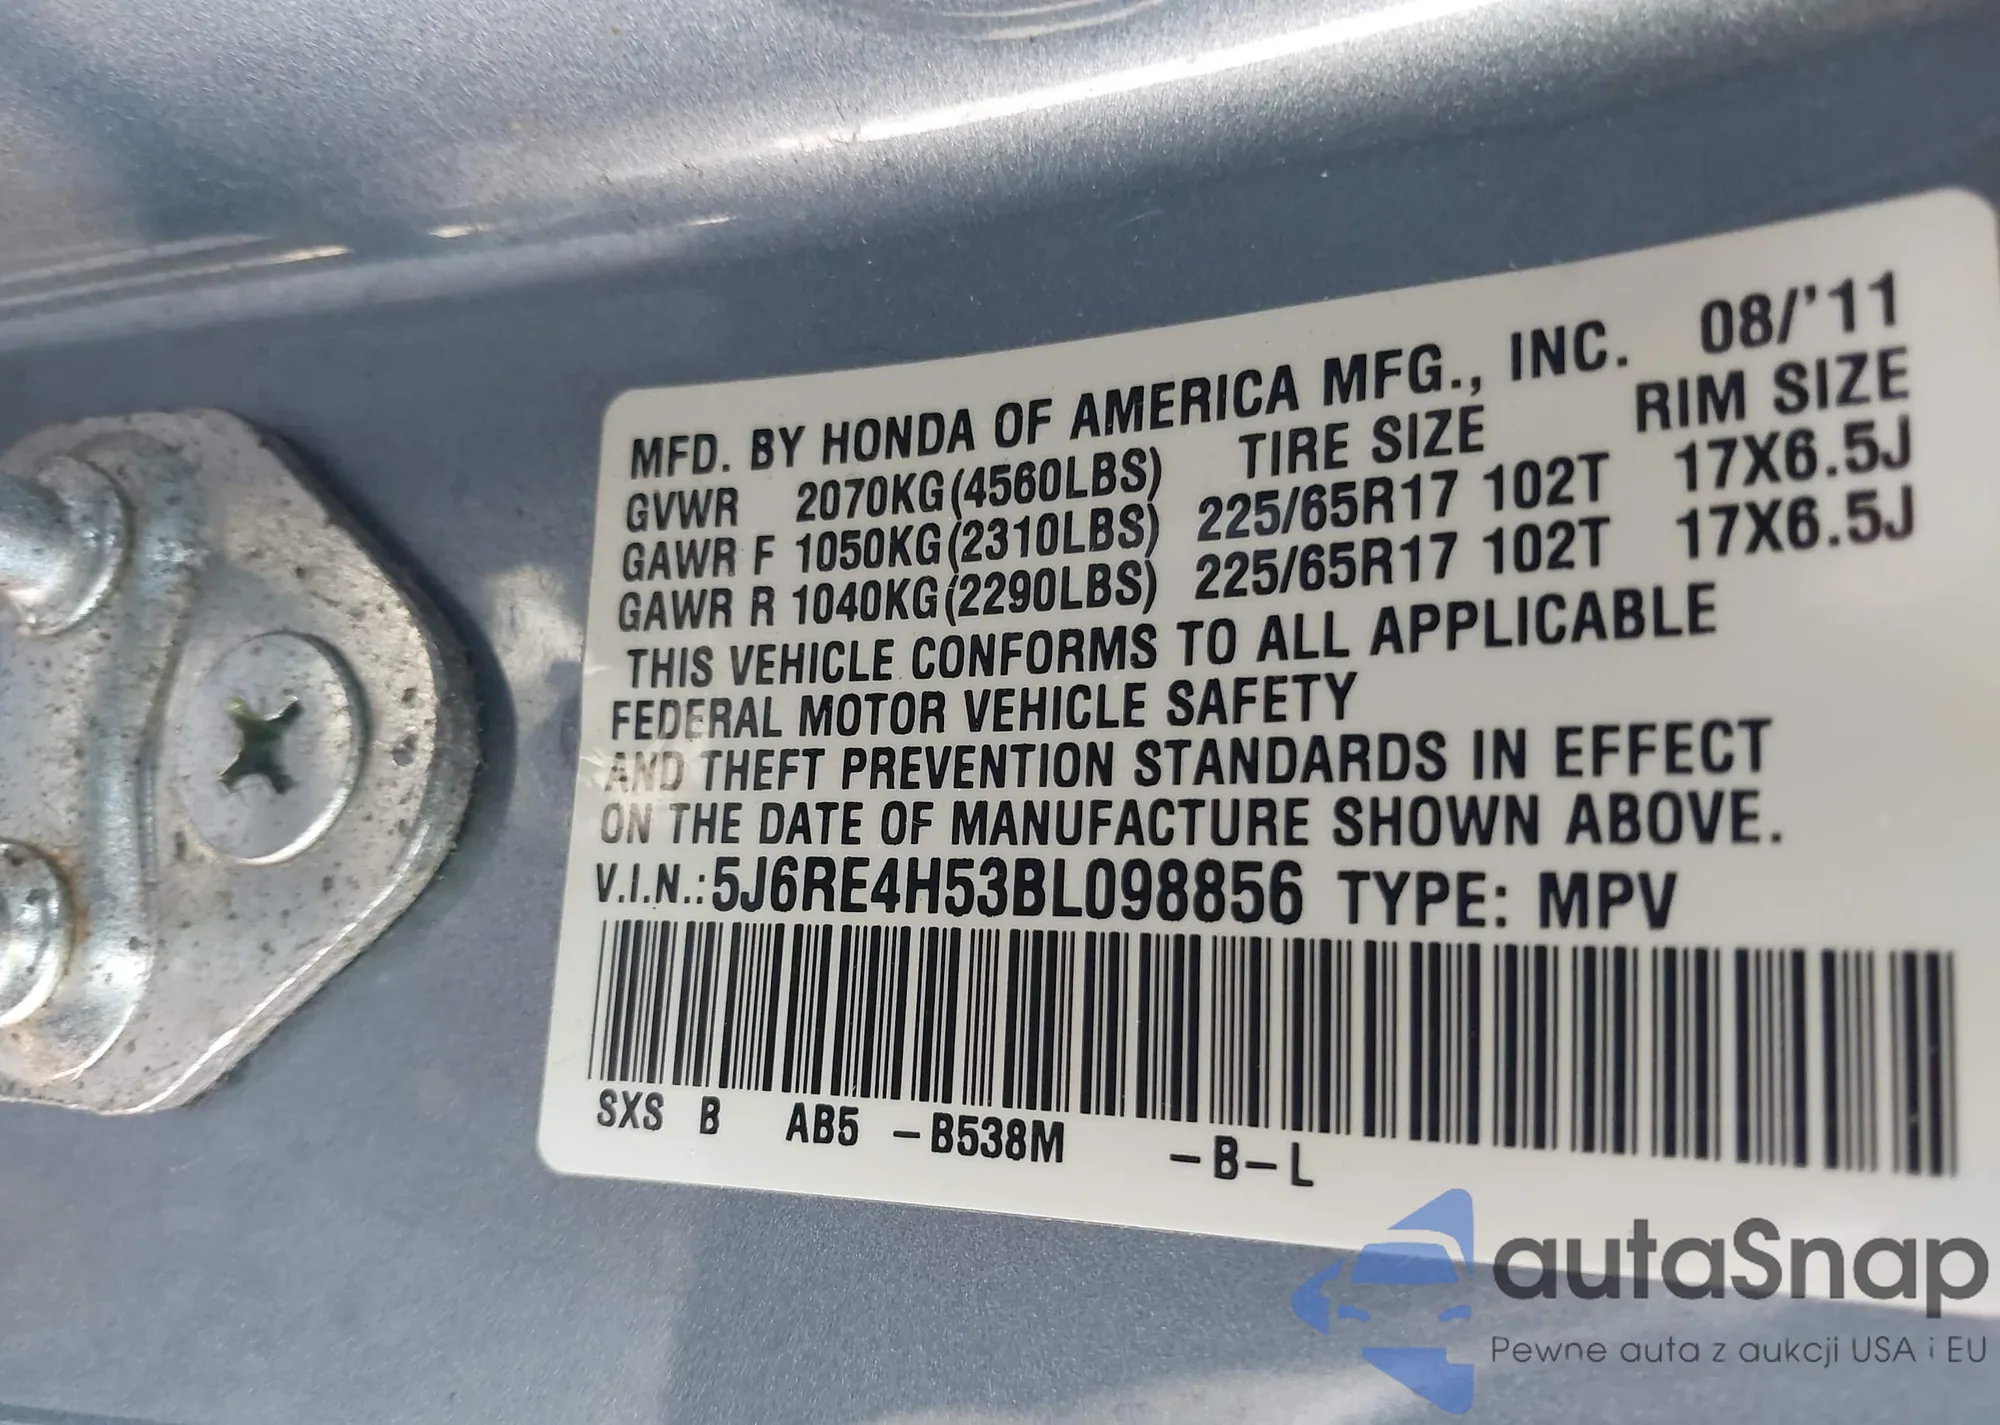 MFD. BY HONDA OF AMERICA MFG., INC. 08/'11
GVWR 2070KG(4560LBS) TIRE SIZE RIM SIZE
GAWR F 1050KG(2310LBS) 225/65R17 102T 17X6.5J
GAWR R 1040KG(2290LBS) 225/65R17 102T 17X6.5J
THIS VEHICLE CONFORMS TO ALL APPLICABLE
FEDERAL MOTOR VEHICLE SAFETY
AND THEFT PREVENTION STANDARDS IN EFFECT
ON THE DATE OF MANUFACTURE SHOWN ABOVE.
V.I.N.:5J6RE4H53BL098856 TYPE: MPV
SXS B AB5 -B538M -B-L
autaSnap
Pewne auta z aukcji USA i EU